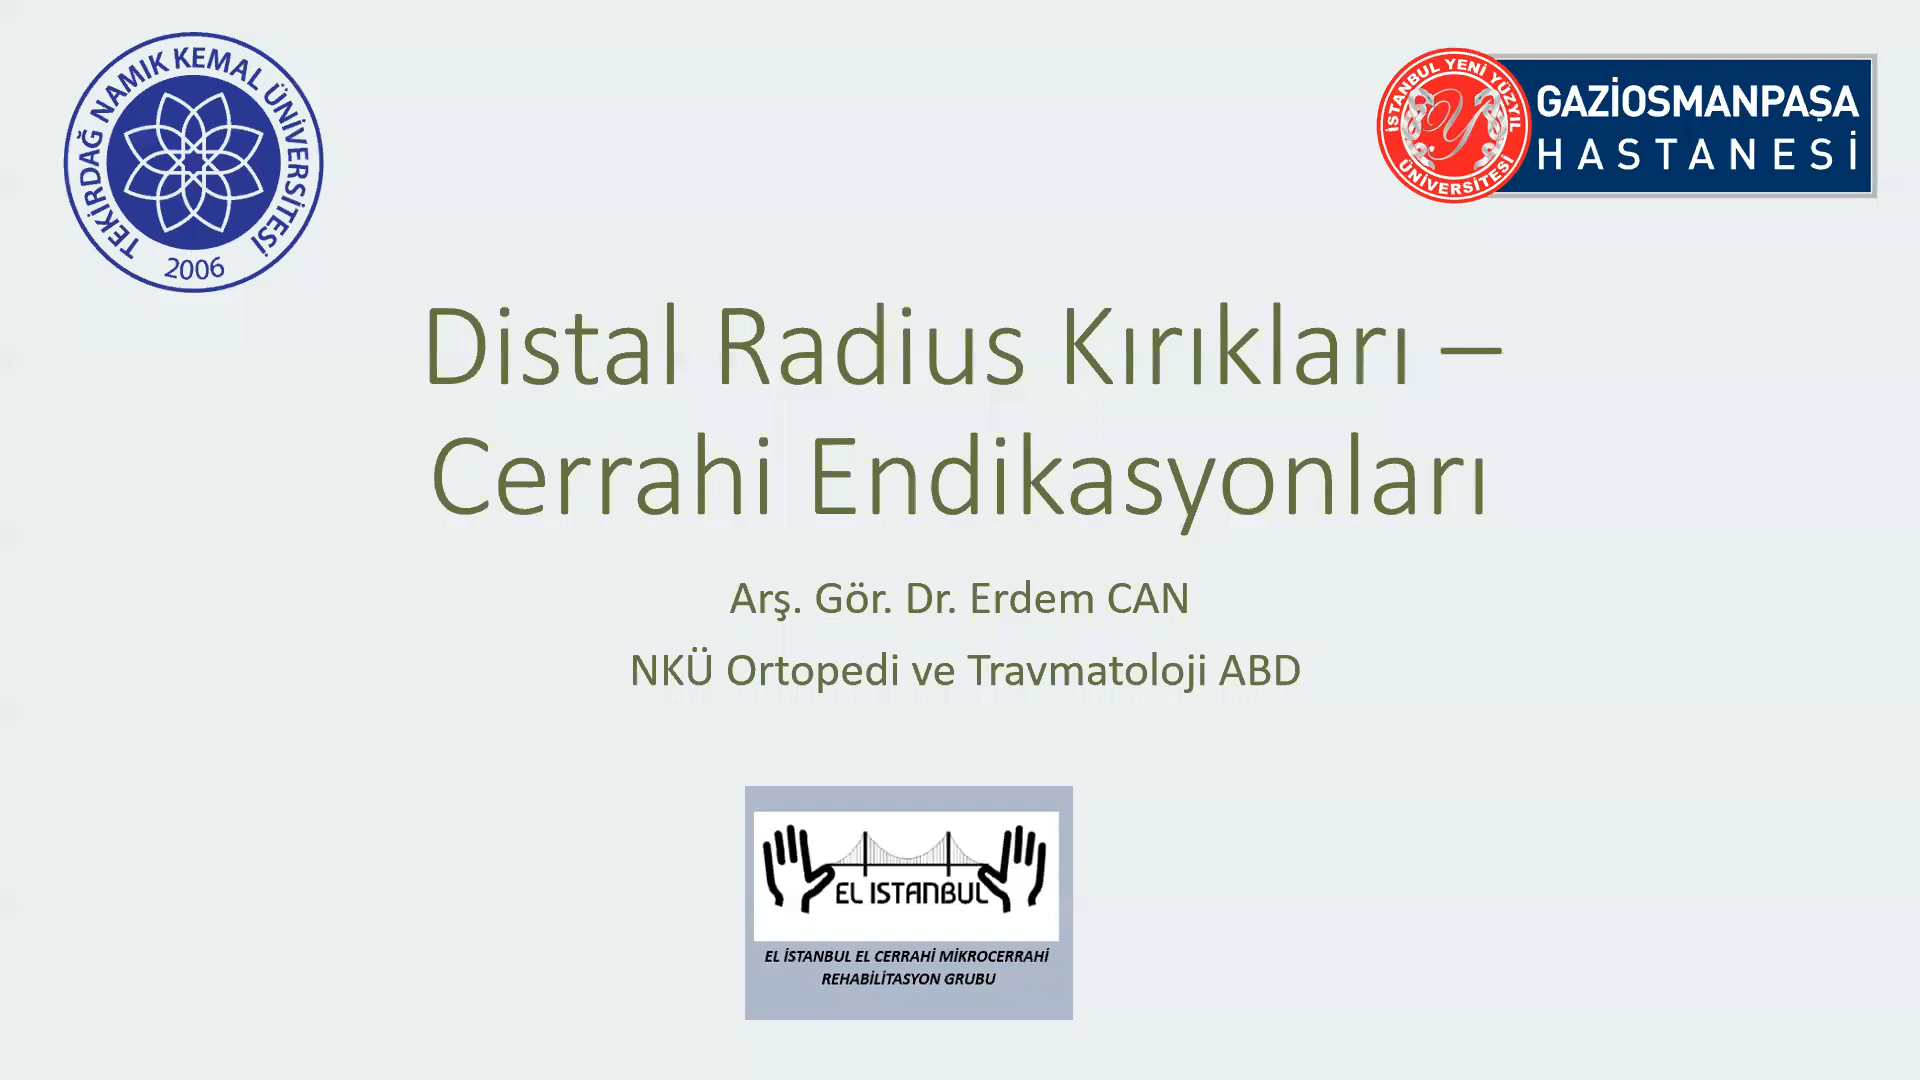 TEKİRDAĞ NAMIK KEMAL ÜNİVERSİTESİ
2006
İSTANBUL YENİ YÜZYIL
ÜNİVERSİTESİ
Y
GAZİOSMANPAŞA
HASTANESİ
Distal Radius Kırıkları –
Cerrahi Endikasyonları
Arş. Gör. Dr. Erdem CAN
NKÜ Ortopedi ve Travmatoloji ABD
EL ISTANBUL
EL İSTANBUL EL CERRAHİ MİKROCERRAHİ
REHABİLİTASYON GRUBU